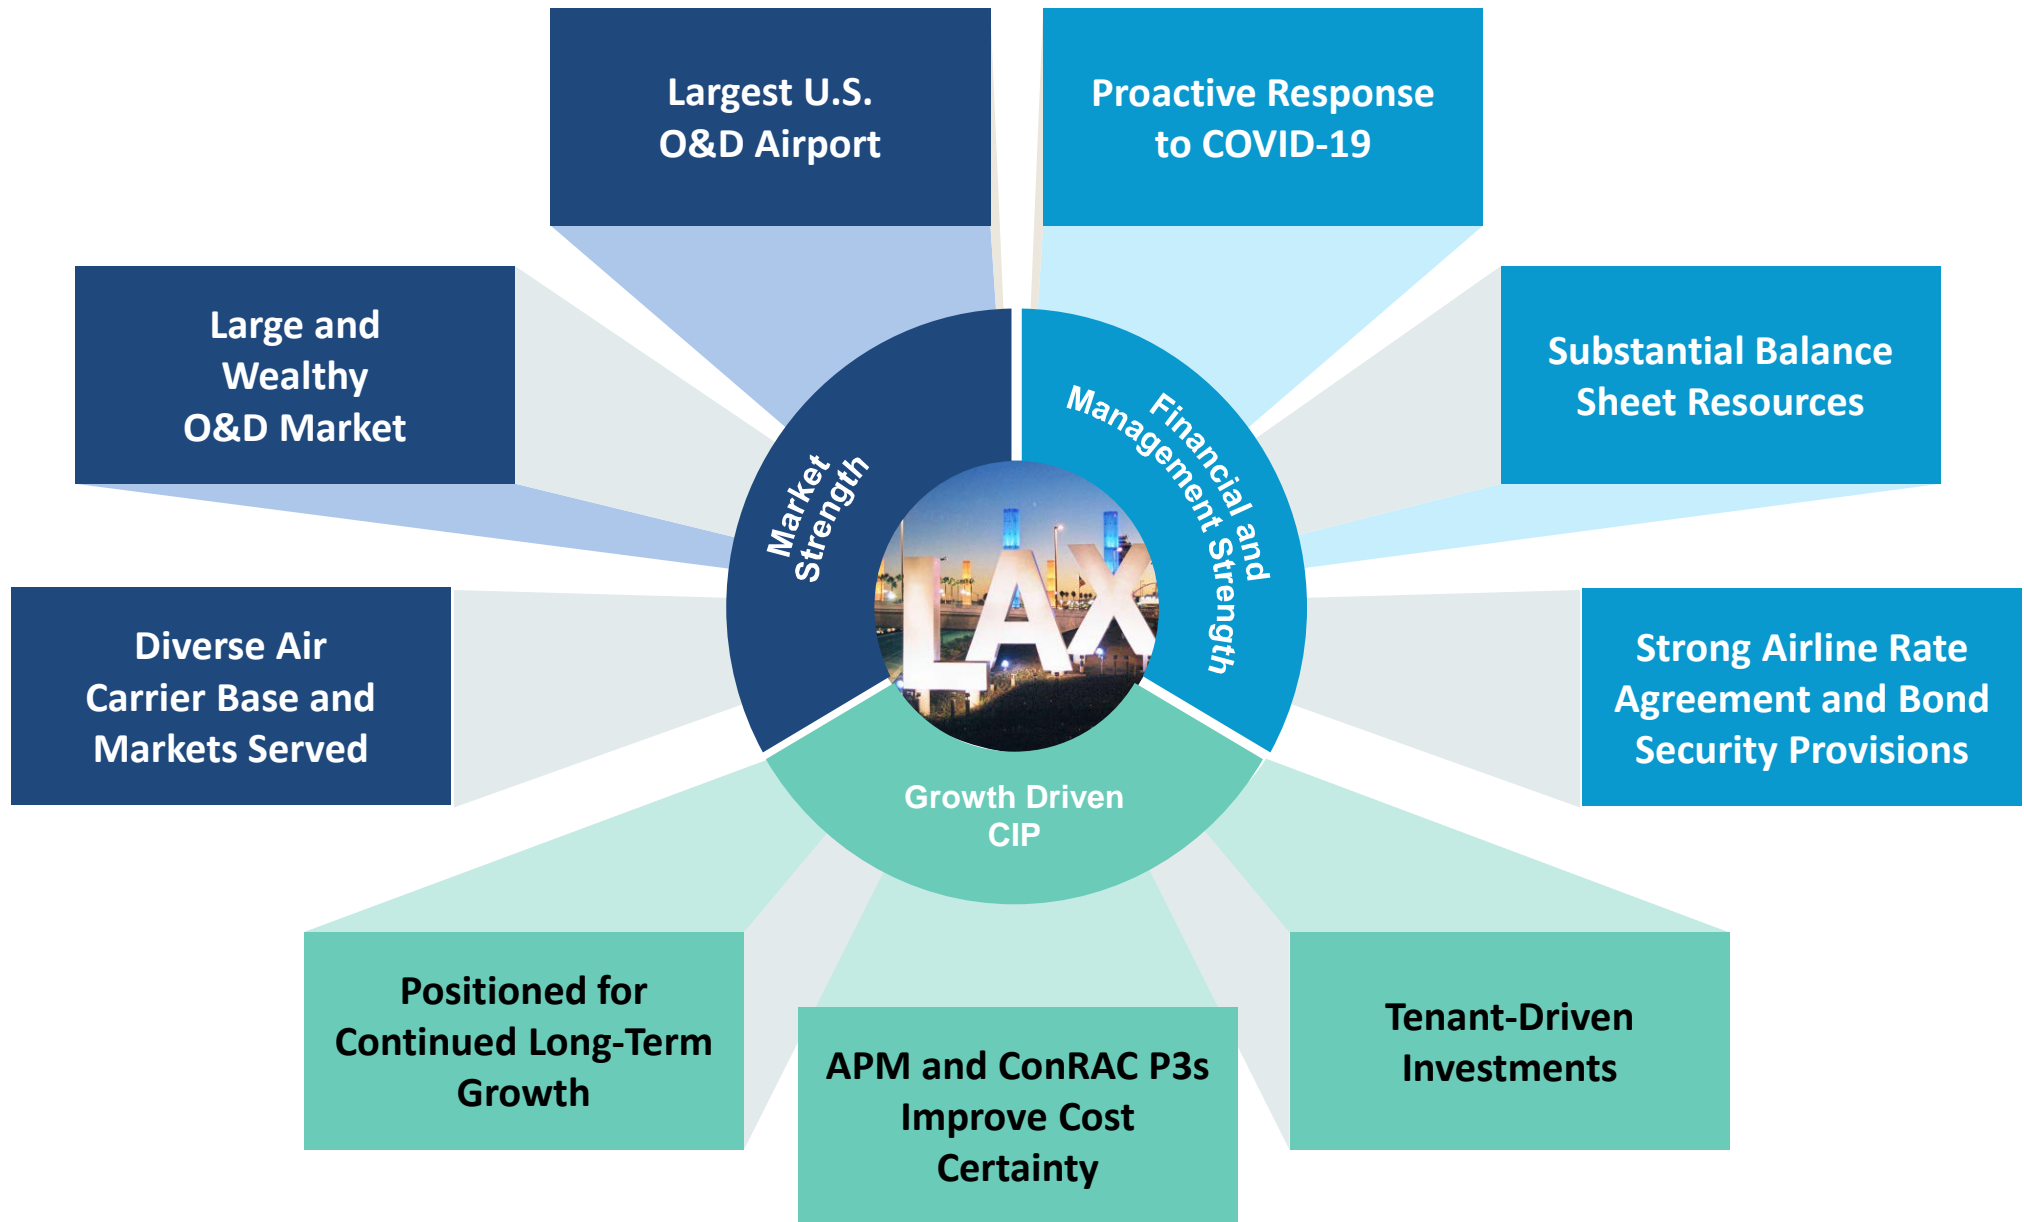 Largest U.S.
O&D Airport
Proactive Response
to COVID-19
Large and
Wealthy
O&D Market
Substantial Balance
Sheet Resources
Market
Strength
Financial and
Management Strength
LAX
Diverse Air
Carrier Base and
Markets Served
Strong Airline Rate
Agreement and Bond
Security Provisions
Growth Driven
CIP
Positioned for
Continued Long-Term
Growth
APM and ConRAC P3s
Improve Cost
Certainty
Tenant-Driven
Investments